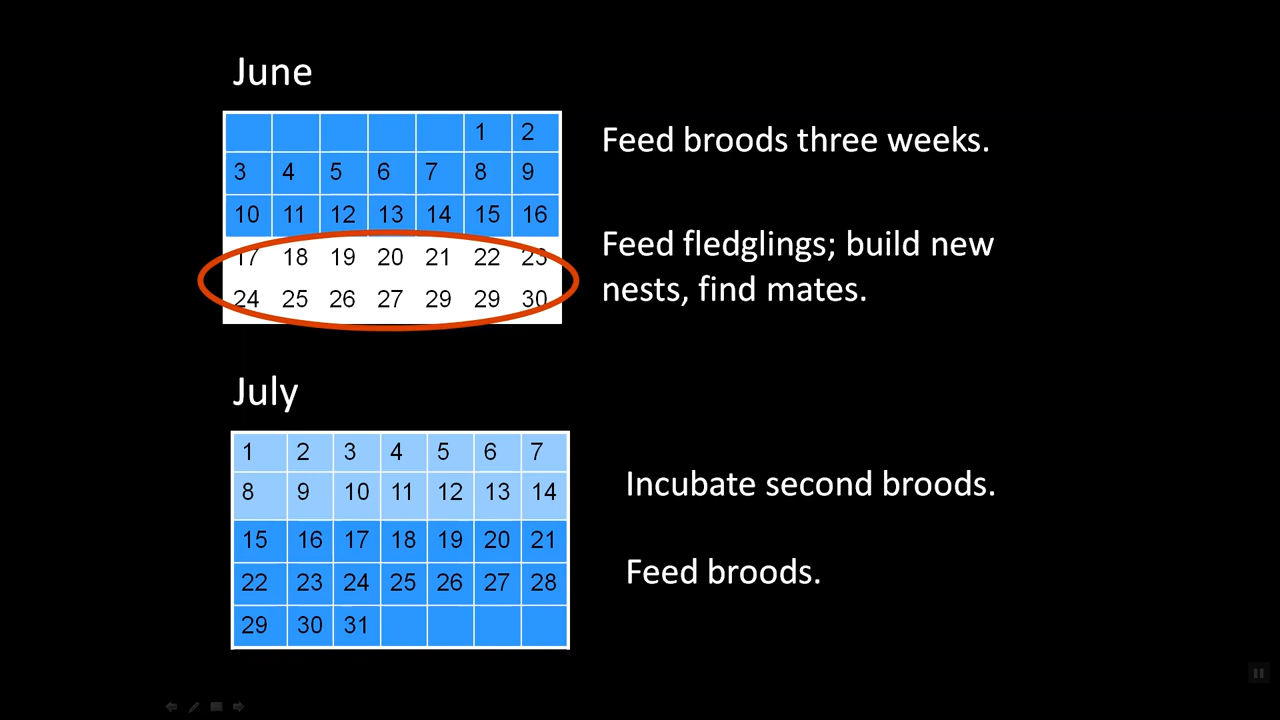 June
1 2
Feed broods three weeks.
3 4 5 6 7 8 9
10 11 12 13 14 15 16
Feed fledglings; build new
17 18 19 20 21 22 23
nests, find mates.
24 25 26 27 29 29 30
July
1 2 3 4 5 6 7
Incubate second broods.
8 9 10 11 12 13 14
15 16 17 18 19 20 21
Feed broods.
22 23 24 25 26 27 28
29 30 31